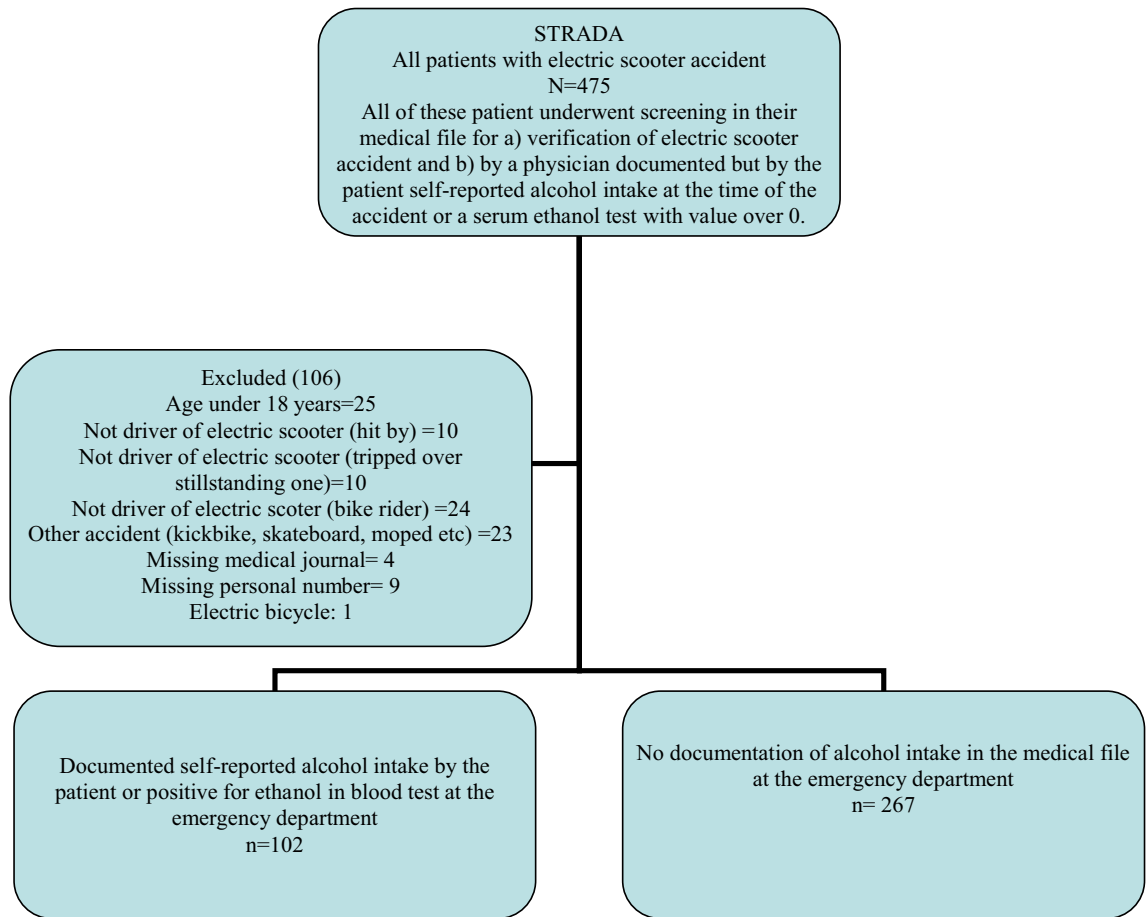 STRADA
All patients with electric scooter accident
N=475
All of these patient underwent screening in their
medical file for a) verification of electric scooter
accident and b) by a physician documented but by the
patient self-reported alcohol intake at the time of the
accident or a serum ethanol test with value over 0.
Excluded (106)
Age under 18 years=25
Not driver of electric scooter (hit by) =10
Not driver of electric scooter (tripped over
stillstanding one)=10
Not driver of electric scoter (bike rider) =24
Other accident (kickbike, skateboard, moped etc) =23
Missing medical journal= 4
Missing personal number= 9
Electric bicycle: 1
Documented self-reported alcohol intake by the
patient or positive for ethanol in blood test at the
emergency department
n=102
No documentation of alcohol intake in the medical file
at the emergency department
n= 267